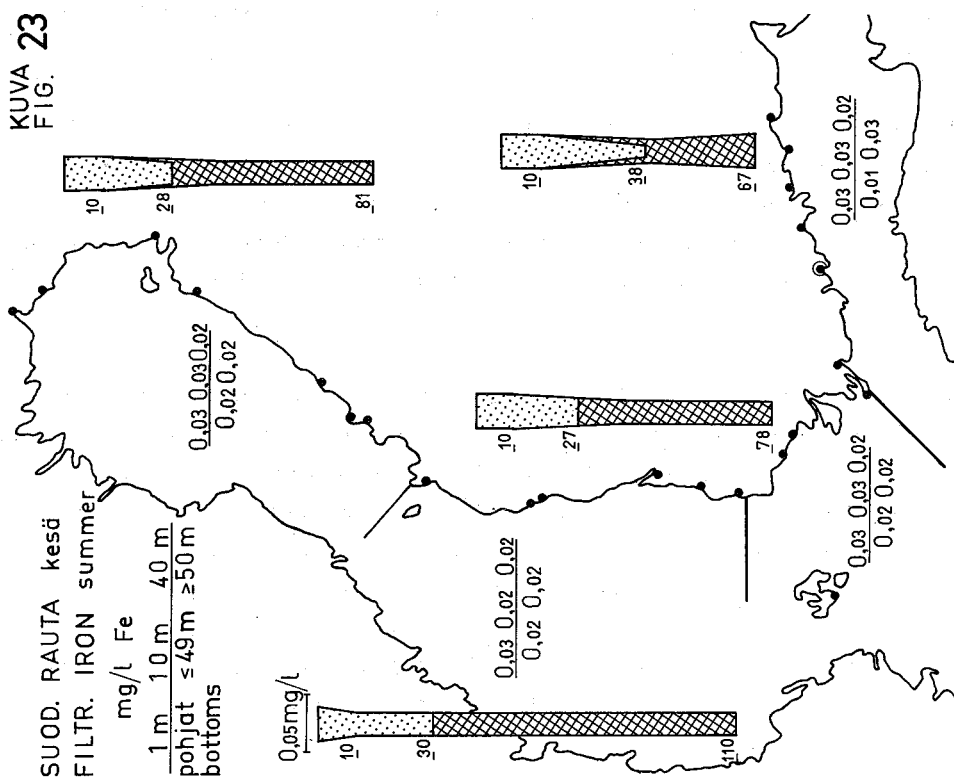 KUVA
FIG. 23
SUOD. RAUTA kesä
FILTR. IRON summer
mg/l Fe
1 m 10 m 40 m
pohjat ≤49 m ≥50 m
bottoms
0,05 mg/l
10
30
110
10
28
81
10
27
78
10
38
67
0,03 0,03 0,02
0,02 0,02
0,03 0,02 0,02
0,02 0,02
0,03 0,03 0,02
0,02 0,02
0,03 0,03 0,02
0,01 0,03